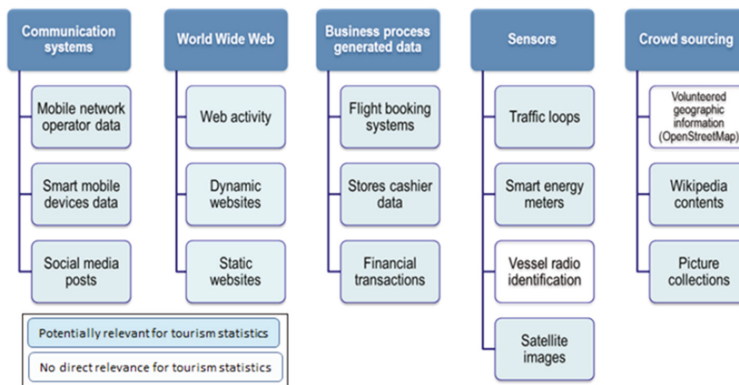 Communication
systems
World Wide Web
Business process
generated data
Sensors
Crowd sourcing
Mobile network
operator data
Web activity
Flight booking
systems
Traffic loops
Volunteered
geographic
information
(OpenStreetMap)
Smart mobile
devices data
Dynamic
websites
Stores cashier
data
Smart energy
meters
Wikipedia
contents
Social media
posts
Static
websites
Financial
transactions
Vessel radio
identification
Picture
collections
Satellite
images
Potentially relevant for tourism statistics
No direct relevance for tourism statistics